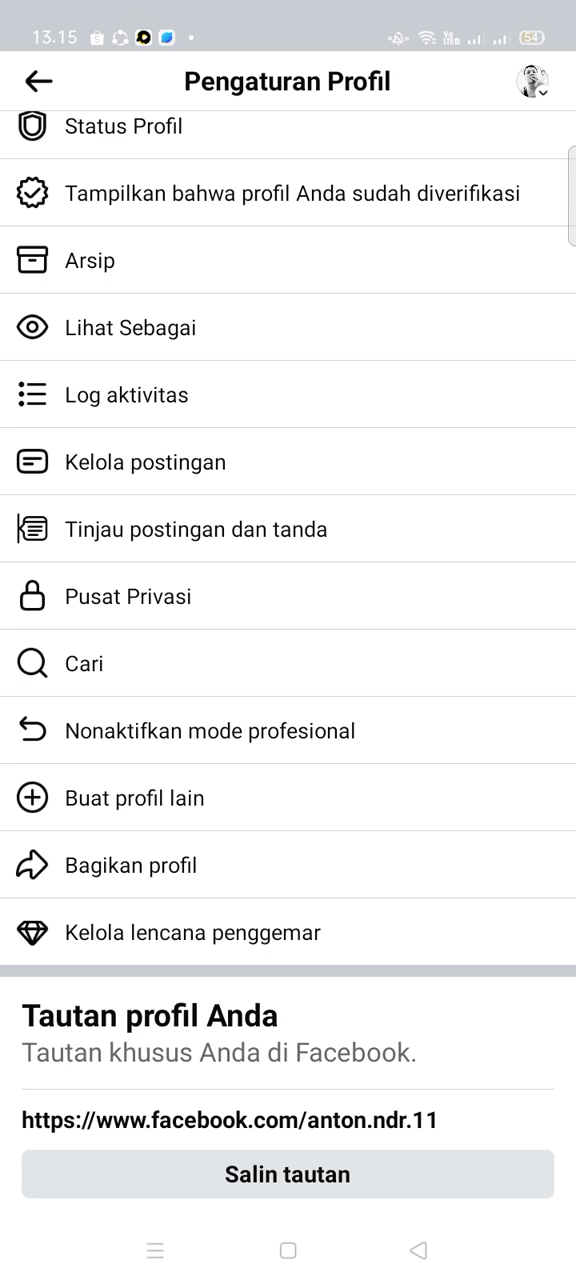 13.15
54
Pengaturan Profil
Status Profil
Tampilkan bahwa profil Anda sudah diverifikasi
Arsip
Lihat Sebagai
Log aktivitas
Kelola postingan
Tinjau postingan dan tanda
Pusat Privasi
Cari
Nonaktifkan mode profesional
Buat profil lain
Bagikan profil
Kelola lencana penggemar
Tautan profil Anda
Tautan khusus Anda di Facebook.
https://www.facebook.com/anton.ndr.11
Salin tautan